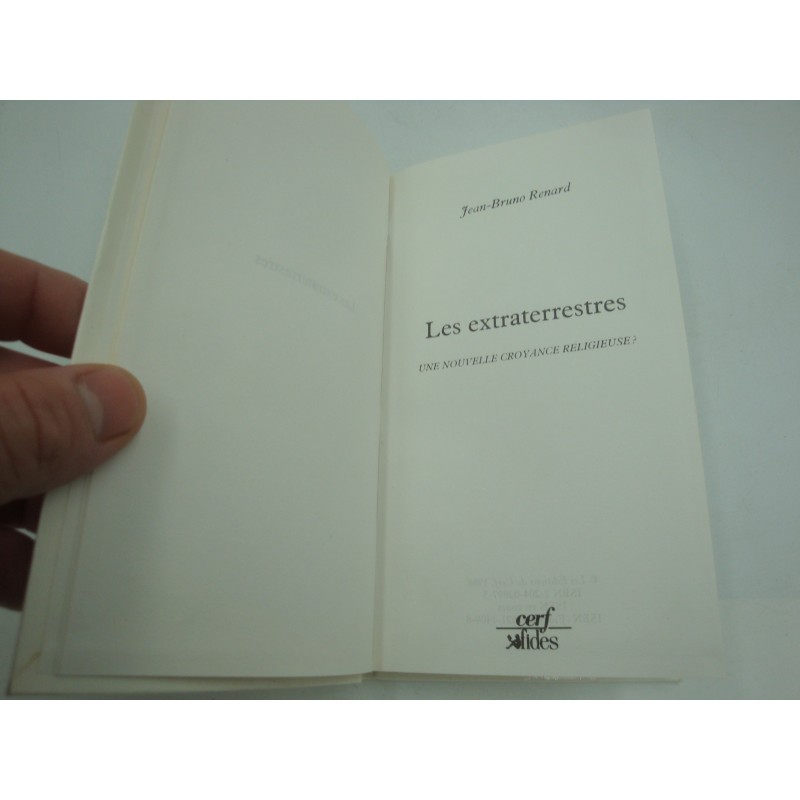 Jean-Bruno Renard
Les extraterrestres
UNE NOUVELLE CROYANCE RELIGIEUSE?
cerf
fides